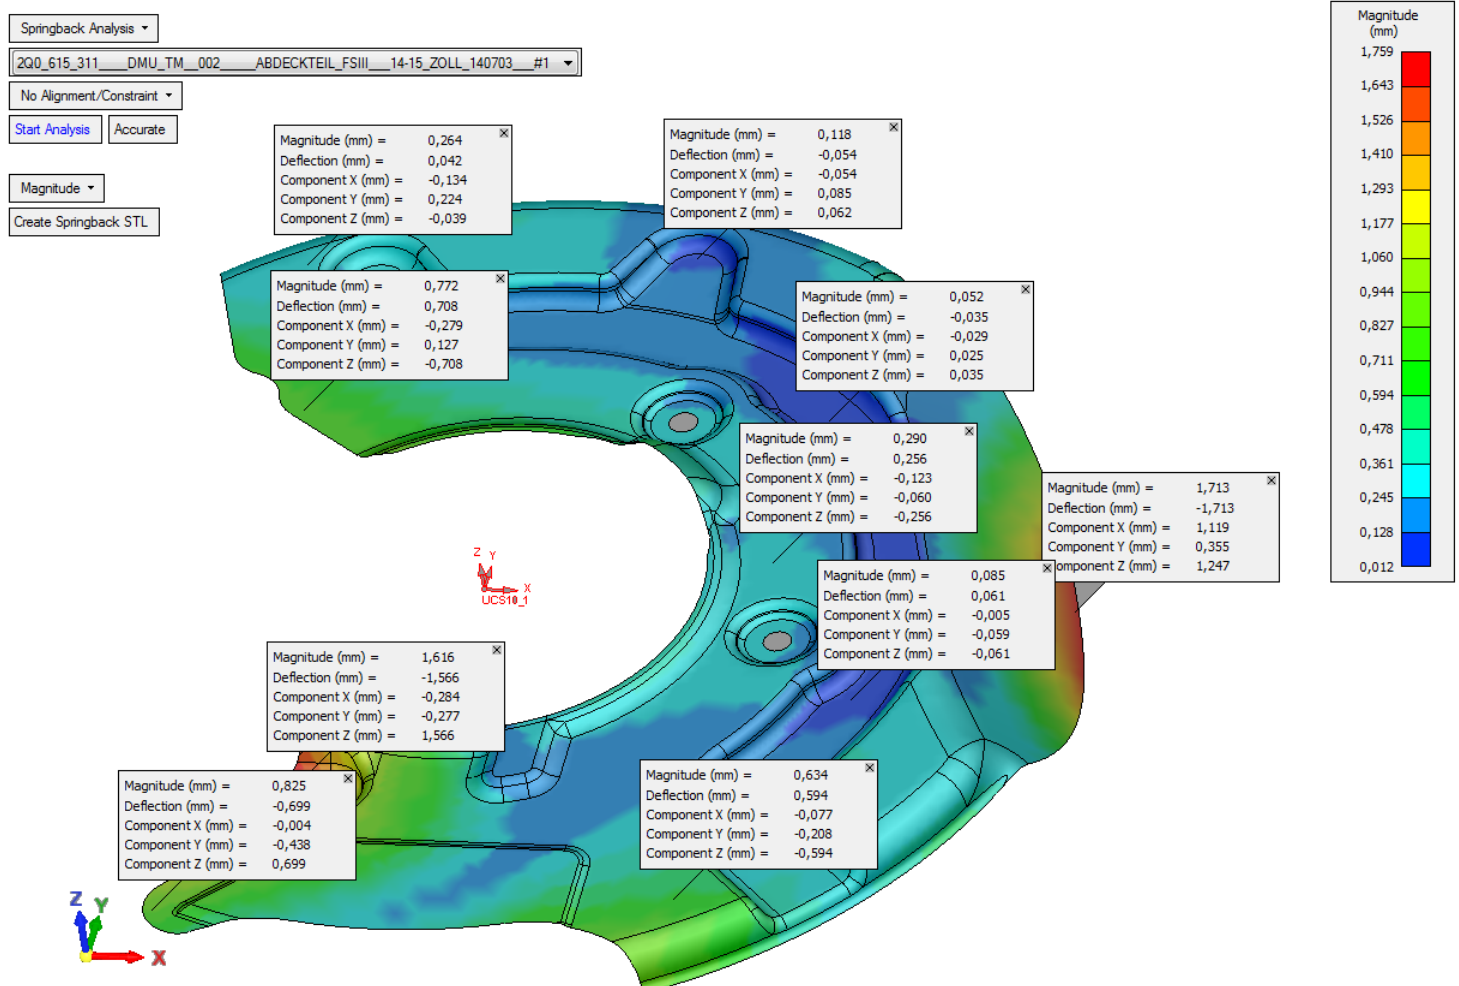 Springback Analysis
2Q0_615_311____DMU_TM__002_____ABDECKTEIL_FSIII___14-15_ZOLL_140703___#1
No Alignment/Constraint
Start Analysis Accurate
Magnitude
Create Springback STL
Magnitude (mm) = 0,264
Deflection (mm) = 0,042
Component X (mm) = -0,134
Component Y (mm) = 0,224
Component Z (mm) = -0,039
Magnitude (mm) = 0,118
Deflection (mm) = -0,054
Component X (mm) = -0,054
Component Y (mm) = 0,085
Component Z (mm) = 0,062
Magnitude (mm) = 0,772
Deflection (mm) = 0,708
Component X (mm) = -0,279
Component Y (mm) = 0,127
Component Z (mm) = -0,708
Magnitude (mm) = 0,052
Deflection (mm) = -0,035
Component X (mm) = -0,029
Component Y (mm) = 0,025
Component Z (mm) = 0,035
Magnitude (mm) = 0,290
Deflection (mm) = 0,256
Component X (mm) = -0,123
Component Y (mm) = -0,060
Component Z (mm) = -0,256
Magnitude (mm) = 1,713
Deflection (mm) = -1,713
Component X (mm) = 1,119
Component Y (mm) = 0,355
omponent Z (mm) = 1,247
Magnitude (mm) = 0,085
Deflection (mm) = 0,061
Component X (mm) = -0,005
Component Y (mm) = -0,059
Component Z (mm) = -0,061
Z Y
X
UCS10_1
Magnitude (mm) = 1,616
Deflection (mm) = -1,566
Component X (mm) = -0,284
Component Y (mm) = -0,277
Component Z (mm) = 1,566
Magnitude (mm) = 0,825
Deflection (mm) = -0,699
Component X (mm) = -0,004
Component Y (mm) = -0,438
Component Z (mm) = 0,699
Magnitude (mm) = 0,634
Deflection (mm) = 0,594
Component X (mm) = -0,077
Component Y (mm) = -0,208
Component Z (mm) = -0,594
Z Y
X
Magnitude
(mm)
1,759
1,643
1,526
1,410
1,293
1,177
1,060
0,944
0,827
0,711
0,594
0,478
0,361
0,245
0,128
0,012